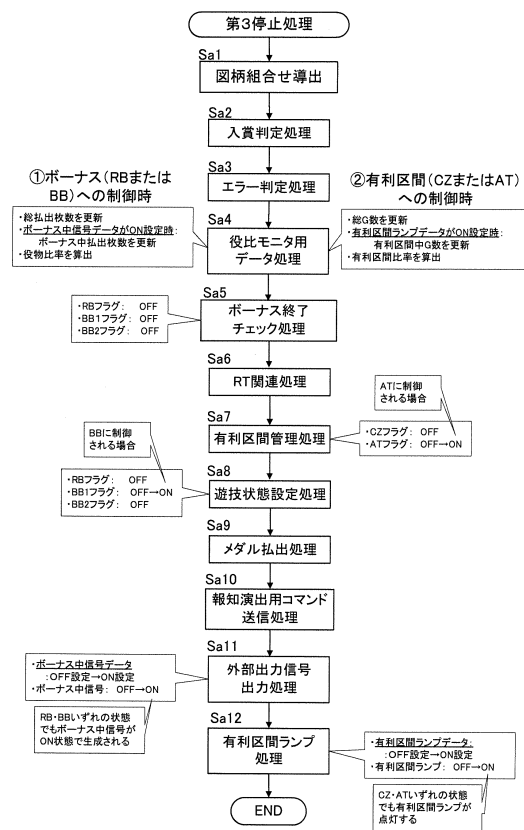 第3停止処理
Sa1
図柄組合せ導出
Sa2
入賞判定処理
Sa3
エラー判定処理
①ボーナス(RBまたは
BB)への制御時
②有利区間(CZまたはAT)
への制御時
Sa4
・総払出枚数を更新
・ボーナス中信号データがON設定時:
ボーナス中払出枚数を更新
・役物比率を算出
役比モニタ用
データ処理
・総G数を更新
・有利区間ランプデータがON設定時:
有利区間中G数を更新
・有利区間比率を算出
Sa5
・RBフラグ: OFF
・BB1フラグ: OFF
・BB2フラグ: OFF
ボーナス終了
チェック処理
Sa6
RT関連処理
ATに制御
される場合
Sa7
有利区間管理処理
・CZフラグ: OFF
・ATフラグ: OFF→ON
BBに制御
される場合
Sa8
・RBフラグ: OFF
・BB1フラグ: OFF→ON
・BB2フラグ: OFF
遊技状態設定処理
Sa9
メダル払出処理
Sa10
報知演出用コマンド
送信処理
Sa11
・ボーナス中信号データ
:OFF設定→ON設定
・ボーナス中信号: OFF→ON
外部出力信号
出力処理
RB・BBいずれの状態
でもボーナス中信号が
ON状態で生成される
Sa12
有利区間ランプ
処理
・有利区間ランプデータ:
:OFF設定→ON設定
・有利区間ランプ: OFF→ON
CZ・ATいずれの状態
でも有利区間ランプが
点灯する
END